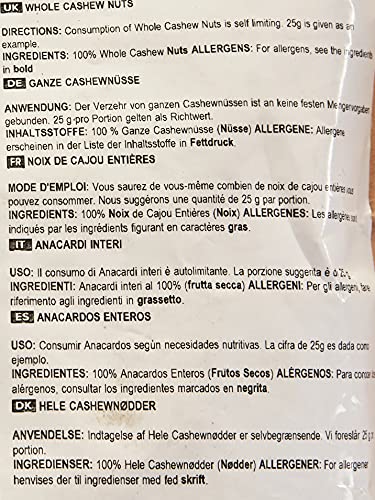 UK WHOLE CASHEW NUTS
DIRECTIONS: Consumption of Whole Cashew Nuts is self limiting. 25g is given as an
example.
INGREDIENTS: 100% Whole Cashew Nuts ALLERGENS: For allergens, see the ingredients
in bold
DE GANZE CASHEWNÜSSE
ANWENDUNG: Der Verzehr von ganzen Cashewnüssen ist an keine festen Mengenvorgaben
gebunden. 25 g pro Portion gelten als Richtwert.
INHALTSSTOFFE: 100 % Ganze Cashewnüsse (Nüsse) ALLERGENE: Allergene
erscheinen in der Liste der Inhaltsstoffe in Fettdruck.
FR NOIX DE CAJOU ENTIÈRES
MODE D'EMPLOI: Vous saurez de vous-même combien de noix de cajou entières vous
pouvez consommer. Nous suggérons une quantité de 25 g par portion.
INGREDIENTS: 100% Noix de Cajou Entières (Noix) ALLERGENES: Les allergènes sont
indiqués par les ingrédients figurant en caractères gras.
IT ANACARDI INTERI
USO: Il consumo di Anacardi interi è autolimitante. La porzione suggerita è di 25g.
INGREDIENTI: Anacardi interi al 100% (frutta secca) ALLERGENI: Per gli allergeni, fare
riferimento agli ingredienti in grassetto.
ES ANACARDOS ENTEROS
USO: Consumir Anacardos según necesidades nutritivas. La cifra de 25g es dada como
ejemplo.
INGREDIENTES: 100% Anacardos Enteros (Frutos Secos) ALÉRGENOS: Para conocer
alérgenos, consultar los ingredientes marcados en negrita.
DK HELE CASHEWNØDDER
ANVENDELSE: Indtagelse af Hele Cashewnødder er selvbegrænsende. Vi foreslår 25 g
portion.
INGREDIENSER: 100% Hele Cashewnødder (Nødder) ALLERGENER: For allergener
henvises der til ingredienser med fed skrift.